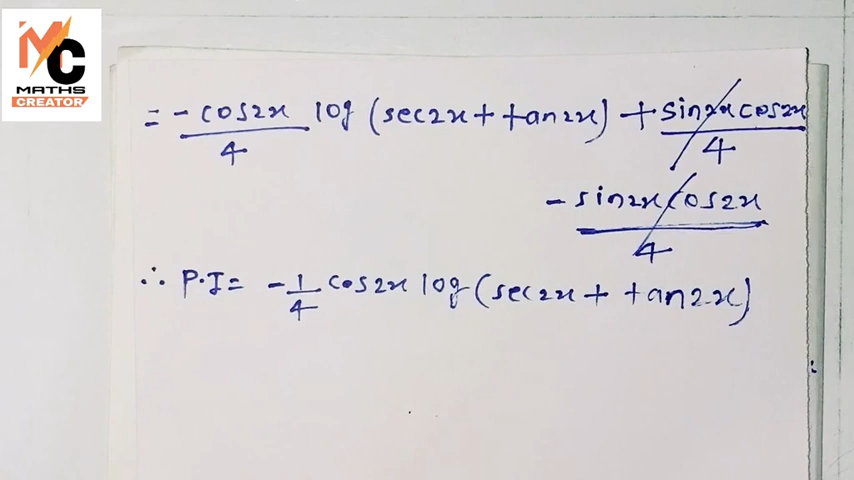 MC
MATHS
CREATOR
= -cos2x/4 log (sec2x + tan2x) + sin2x cos2x/4
- sin2x cos2x/4
∴ P.I = -1/4 cos2x log (sec2x + tan2x)